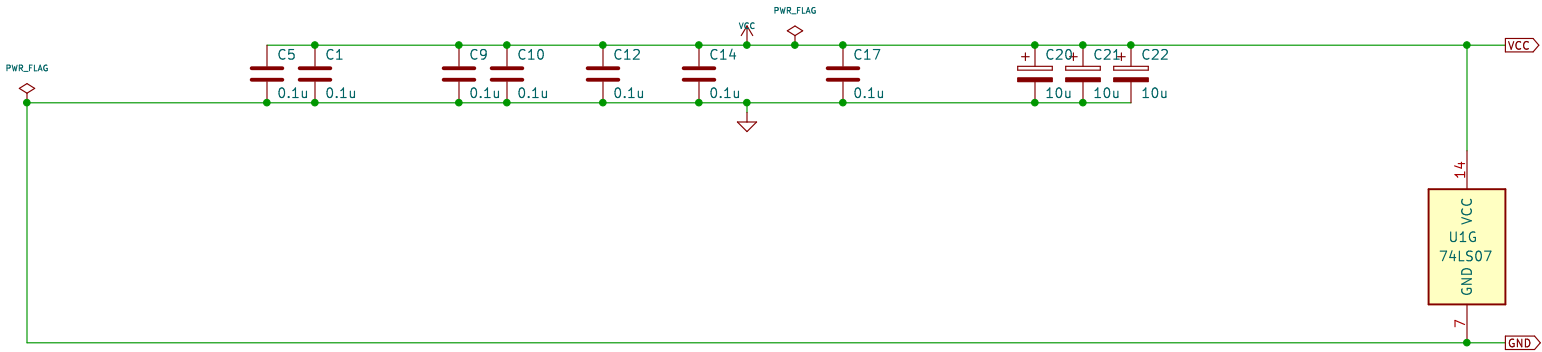 PWR_FLAG
VCC
PWR_FLAG
C5
C1
C9
C10
C12
C14
C17
C20
C21
C22
VCC
+
+
+
0.1u
0.1u
0.1u
0.1u
0.1u
0.1u
0.1u
10u
10u
10u
14
VCC
U1G
74LS07
GND
7
GND